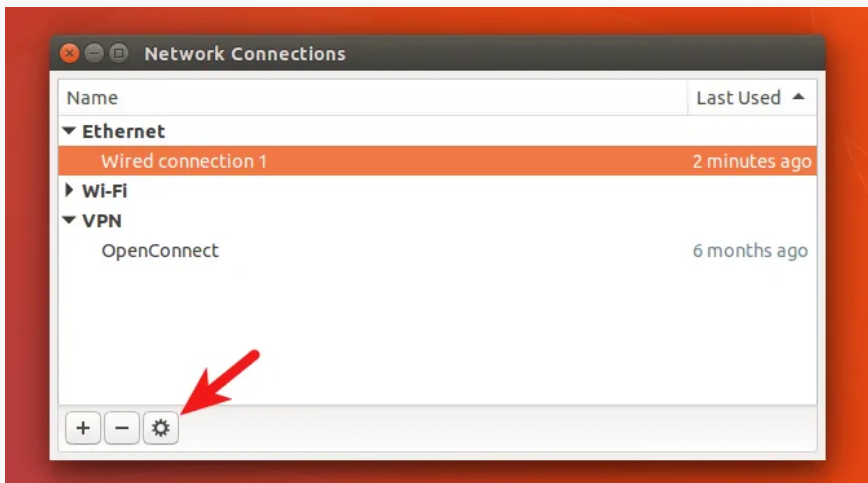 Network Connections
Name Last Used
Ethernet
Wired connection 1 2 minutes ago
Wi-Fi
VPN
OpenConnect 6 months ago